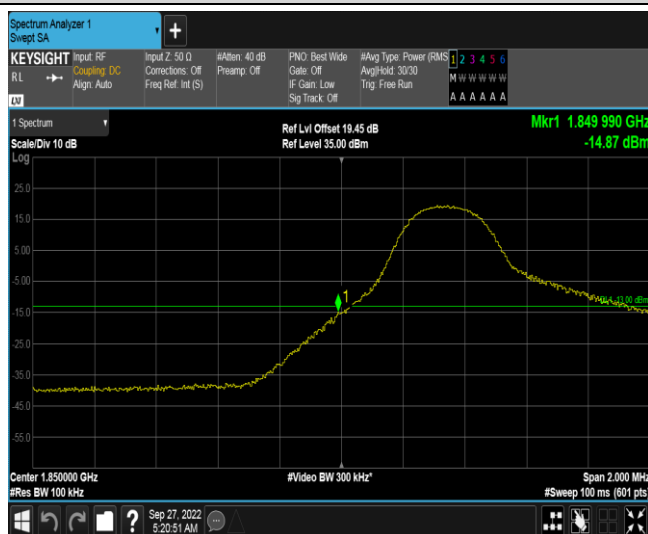 Spectrum Analyzer 1
Swept SA
+
KEYSIGHT
RL
Input: RF
Coupling: DC
Align: Auto
Input Z: 50 Ω
Corrections: Off
Freq Ref: Int (S)
#Atten: 40 dB
Preamp: Off
PNO: Best Wide
Gate: Off
IF Gain: Low
Sig Track: Off
#Avg Type: Power (RMS
Avg|Hold: 30/30
Trig: Free Run
1 2 3 4 5 6
M W W W W W
A A A A A A
LXI
1 Spectrum
Scale/Div 10 dB
Log
Ref Lvl Offset 19.45 dB
Ref Level 35.00 dBm
Mkr1 1.849 990 GHz
-14.87 dBm
25.0
15.0
5.00
-5.00
-15.0
-25.0
-35.0
-45.0
-55.0
1
DL1 -13.00 dBm
Center 1.850000 GHz
#Res BW 100 kHz
#Video BW 300 kHz*
Span 2.000 MHz
#Sweep 100 ms (601 pts)
?
Sep 27, 2022
5:20:51 AM